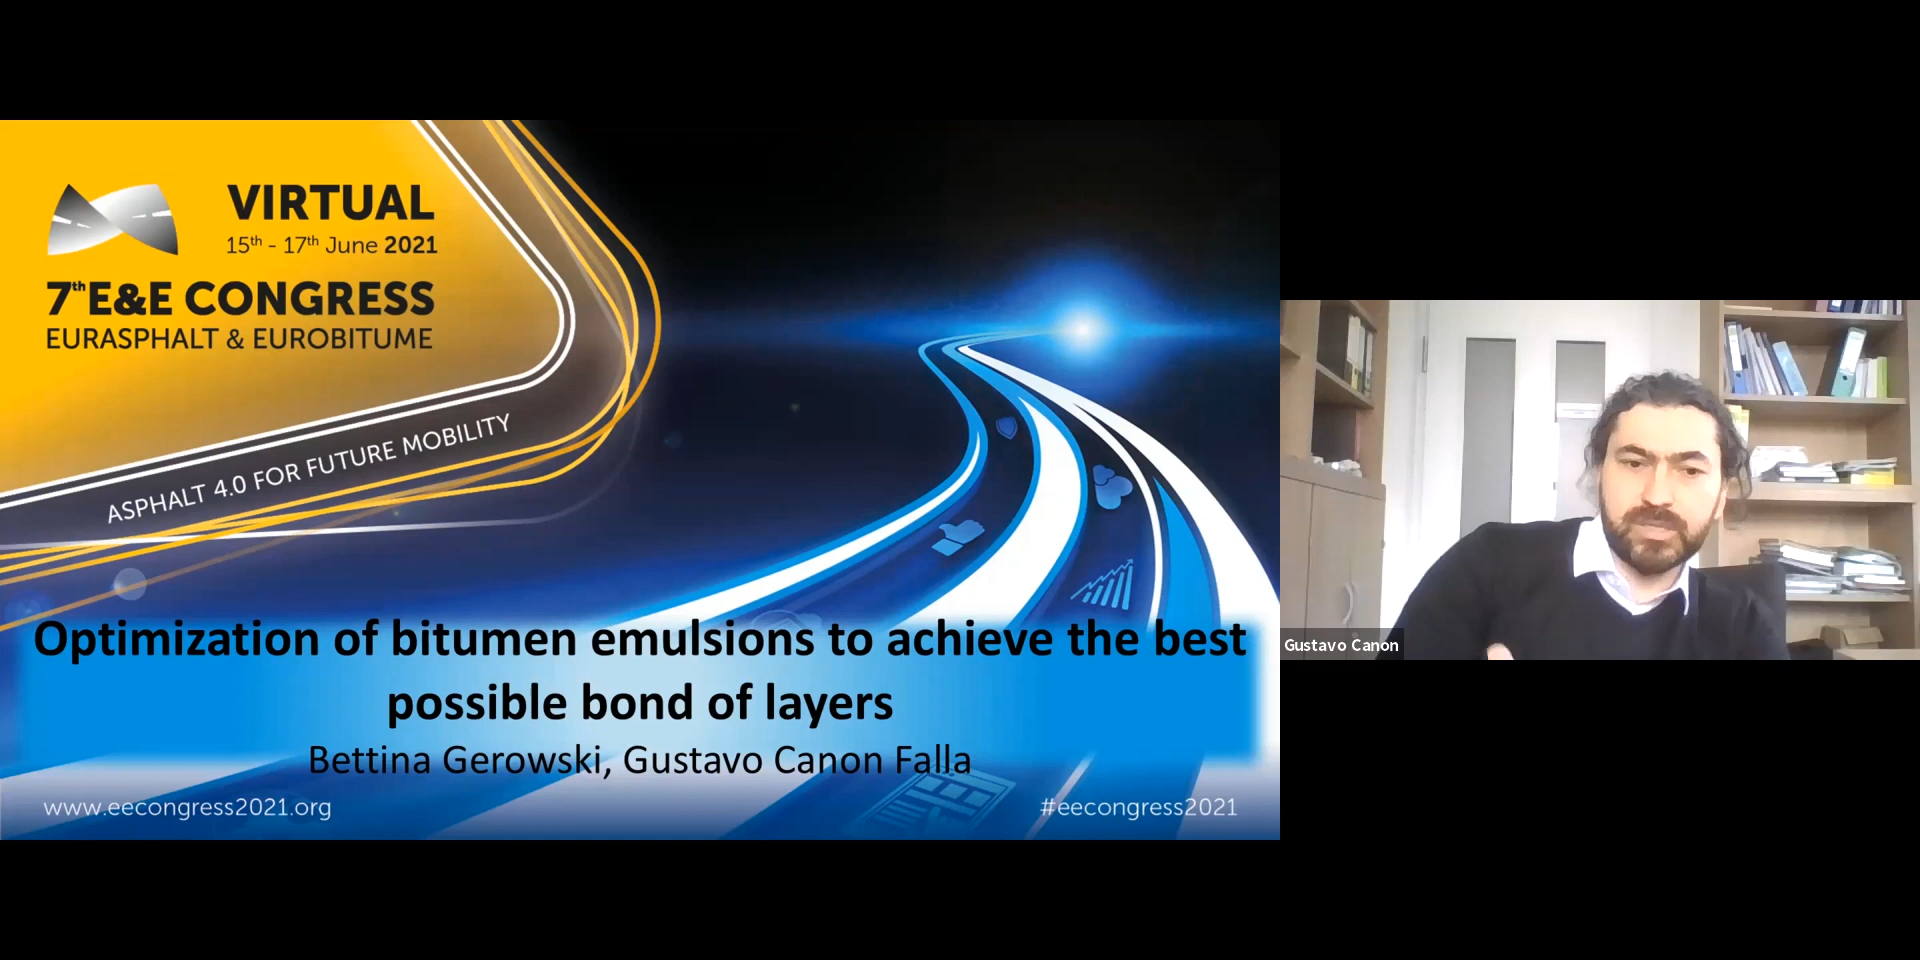 VIRTUAL
15th - 17th June 2021
7th E&E CONGRESS
EURASPHALT & EUROBITUME
ASPHALT 4.0 FOR FUTURE MOBILITY
Optimization of bitumen emulsions to achieve the best
possible bond of layers
Bettina Gerowski, Gustavo Canon Falla
www.eecongress2021.org
#eecongress2021
Gustavo Canon